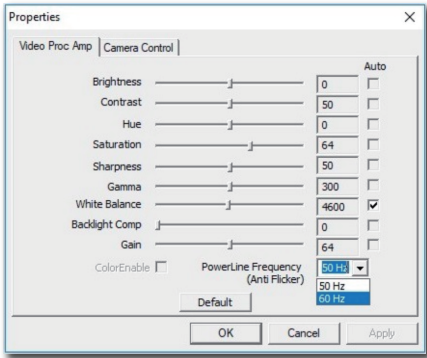 Properties
Video Proc Amp Camera Control
Auto
Brightness 0
Contrast 50
Hue 0
Saturation 64
Sharpness 50
Gamma 300
White Balance 4600
Backlight Comp 0
Gain 64
ColorEnable PowerLine Frequency 50 Hz
(Anti Flicker)
50 Hz
60 Hz
Default
OK Cancel Apply